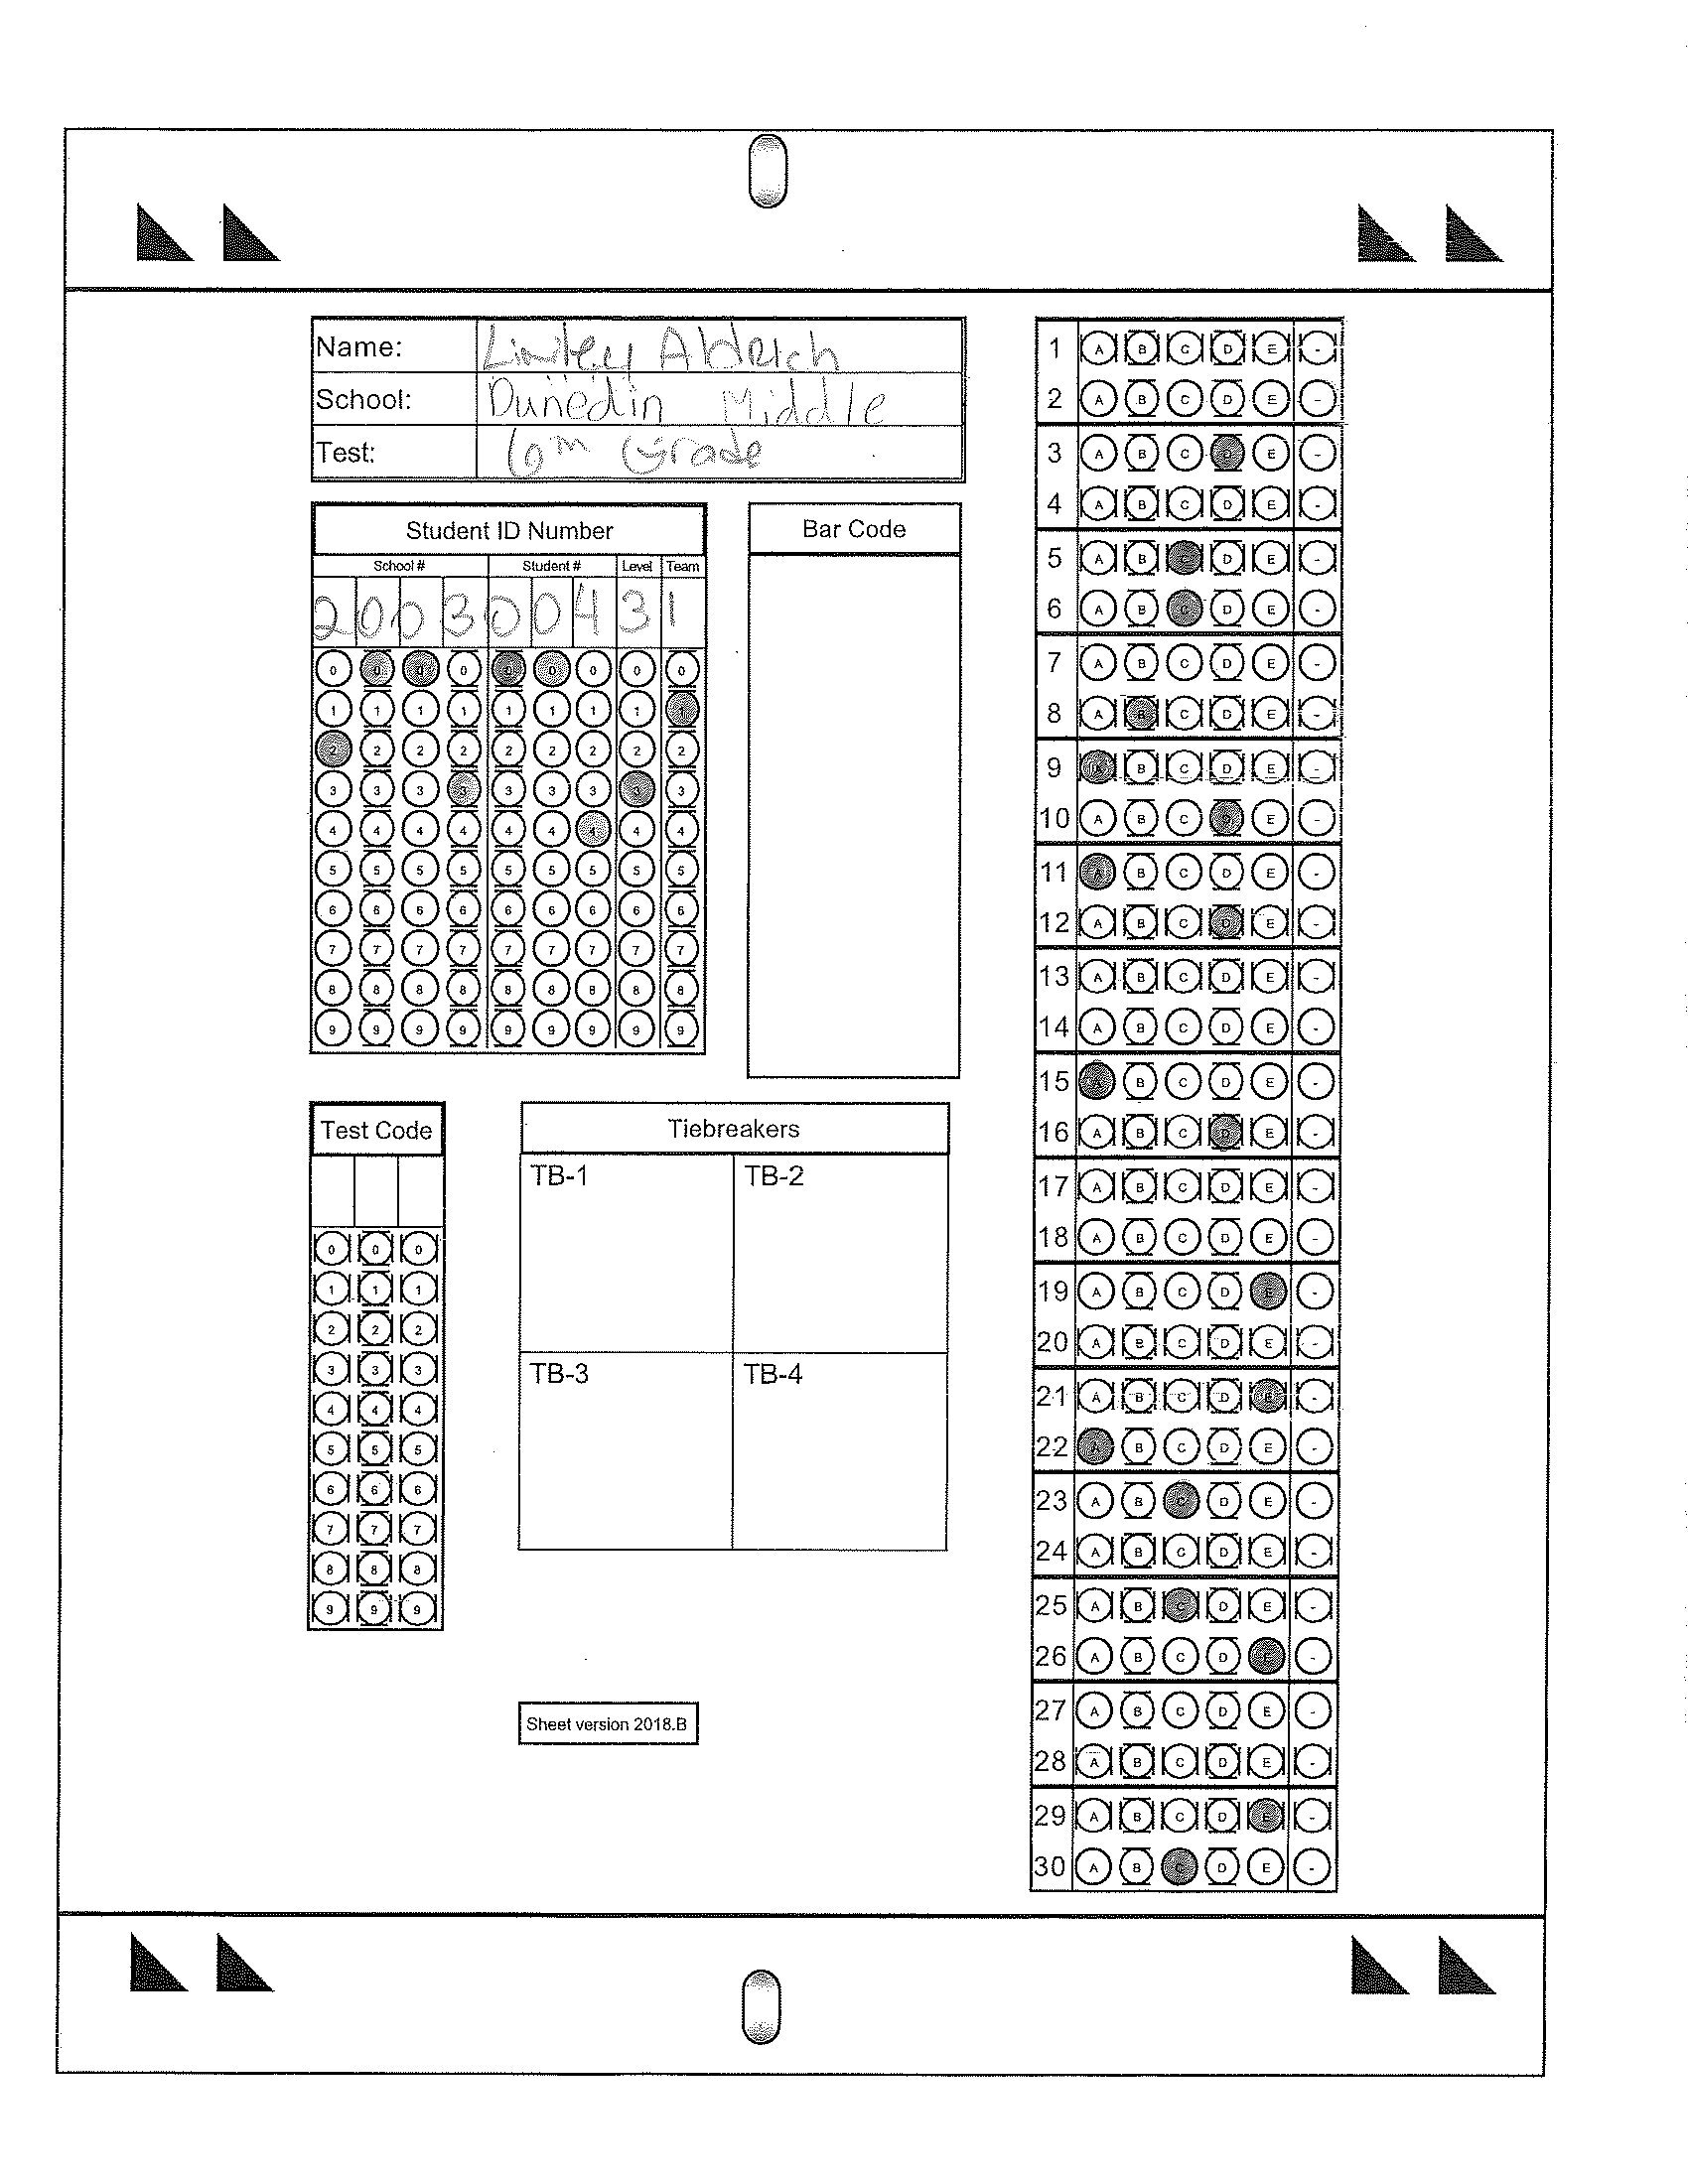 Name: Aldrich
School: Dunedin Middle
Test: 6th Grade
Student ID Number
School # Student # Level Team
2 0 0 3 0 0 4 3 1
0 0 0 0 0 0 0 0 0
1 1 1 1 1 1 1 1 1
2 2 2 2 2 2 2 2 2
3 3 3 3 3 3 3 3 3
4 4 4 4 4 4 4 4 4
5 5 5 5 5 5 5 5 5
6 6 6 6 6 6 6 6 6
7 7 7 7 7 7 7 7 7
8 8 8 8 8 8 8 8 8
9 9 9 9 9 9 9 9 9
Bar Code
Test Code
0 0 0
1 1 1
2 2 2
3 3 3
4 4 4
5 5 5
6 6 6
7 7 7
8 8 8
9 9 9
Tiebreakers
TB-1 TB-2
TB-3 TB-4
Sheet version 2018.B
1 A B C D E -
2 A B C D E -
3 A B C D E -
4 A B C D E -
5 A B C D E -
6 A B C D E -
7 A B C D E -
8 A B C D E -
9 A B C D E -
10 A B C D E -
11 A B C D E -
12 A B C D E -
13 A B C D E -
14 A B C D E -
15 A B C D E -
16 A B C D E -
17 A B C D E -
18 A B C D E -
19 A B C D E -
20 A B C D E -
21 A B C D E -
22 A B C D E -
23 A B C D E -
24 A B C D E -
25 A B C D E -
26 A B C D E -
27 A B C D E -
28 A B C D E -
29 A B C D E -
30 A B C D E -